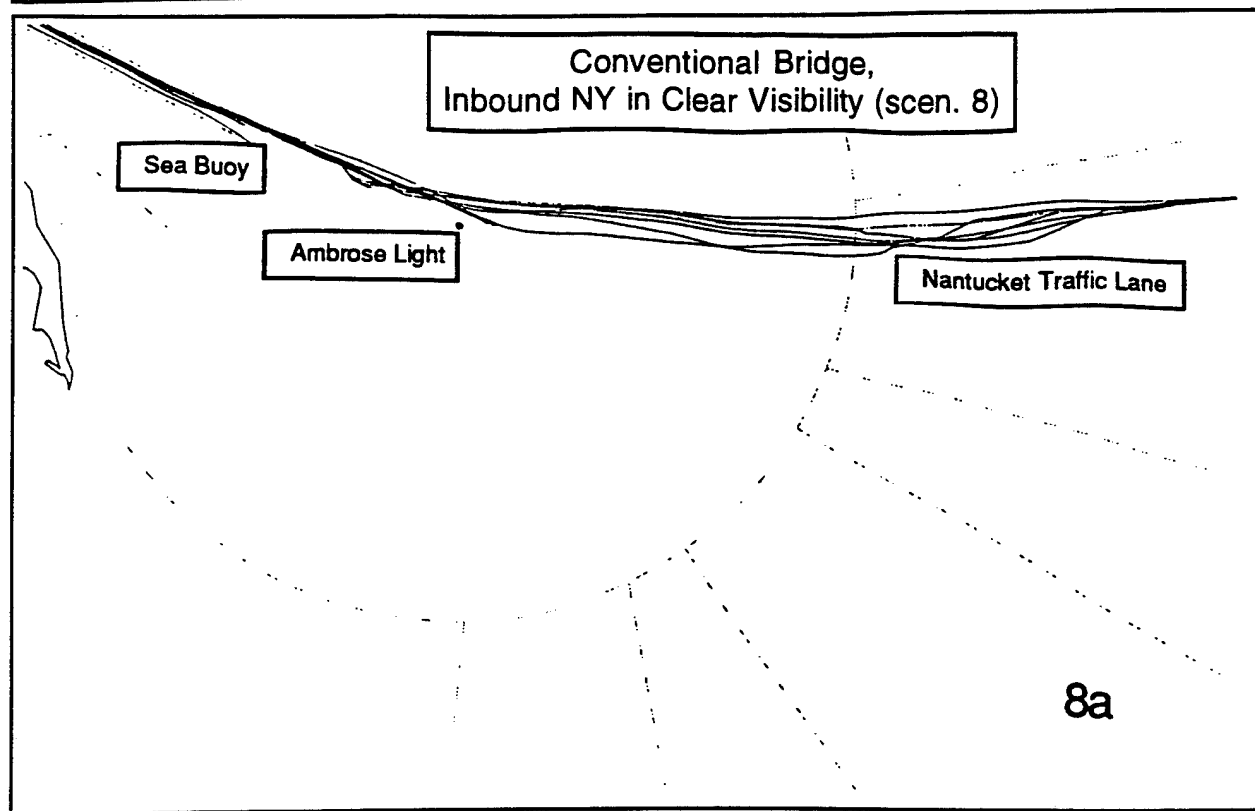 Conventional Bridge,
Inbound NY in Clear Visibility (scen. 8)
Sea Buoy
Ambrose Light
Nantucket Traffic Lane
8a